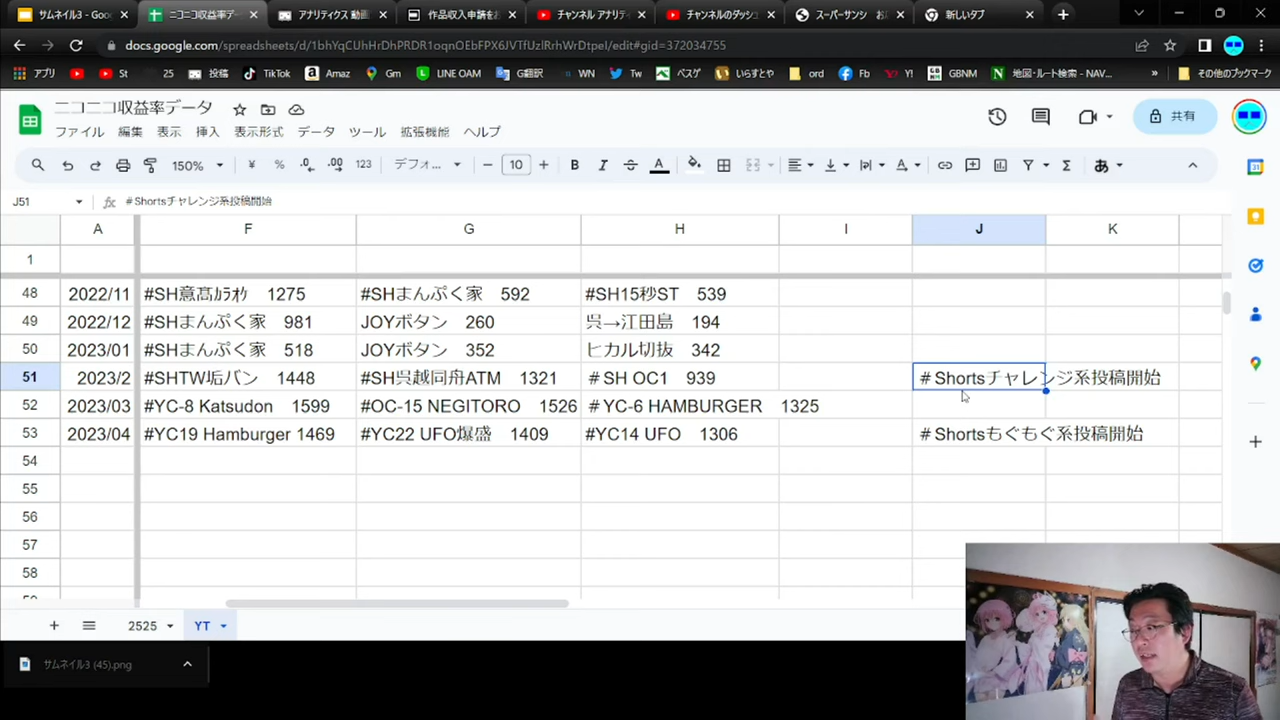 サムネイル3 - Goo
ニコニコ収益率デー
アナリティクス 動画
作品収入申請をお
チャンネル アナリテ
チャンネルのダッシュ
スーパーサンシ
新しいタブ
docs.google.com/spreadsheets/d/1bhYqCUhHrDhPRDR1oqnOEbFPX6JVTfUzlRrhWrDtpeI/edit#gid=372034755
アプリ
St
25
投稿
TikTok
Amaz
Gm
LINE OAM
G翻訳
WN
Tw
ベスゲ
いらすとや
ord
Fb
Y!
GBNM
地図・ルート検索 - NAV...
»
その他のブックマーク
ニコニコ収益率データ
ファイル 編集 表示 挿入 表示形式 データ ツール 拡張機能 ヘルプ
共有
150%
¥ % .0 .00 123
デフォ...
10
B I A
あ
J51
fx ＃Shortsチャレンジ系投稿開始
A F G H I J K
1
48 2022/11 #SH意髙ｶﾗｵｹ 1275 #SHまんぷく家 592 #SH15秒ST 539
49 2022/12 #SHまんぷく家 981 JOYボタン 260 呉→江田島 194
50 2023/01 #SHまんぷく家 518 JOYボタン 352 ヒカル切抜 342
51 2023/2 #SHTW垢バン 1448 #SH呉越同舟ATM 1321 ＃SH OC1 939 ＃Shortsチャレンジ系投稿開始
52 2023/03 #YC-8 Katsudon 1599 #OC-15 NEGITORO 1526 ＃YC-6 HAMBURGER 1325
53 2023/04 #YC19 Hamburger 1469 #YC22 UFO爆盛 1409 #YC14 UFO 1306 ＃Shortsもぐもぐ系投稿開始
54
55
56
57
58
2525
YT
サムネイル3 (45).png